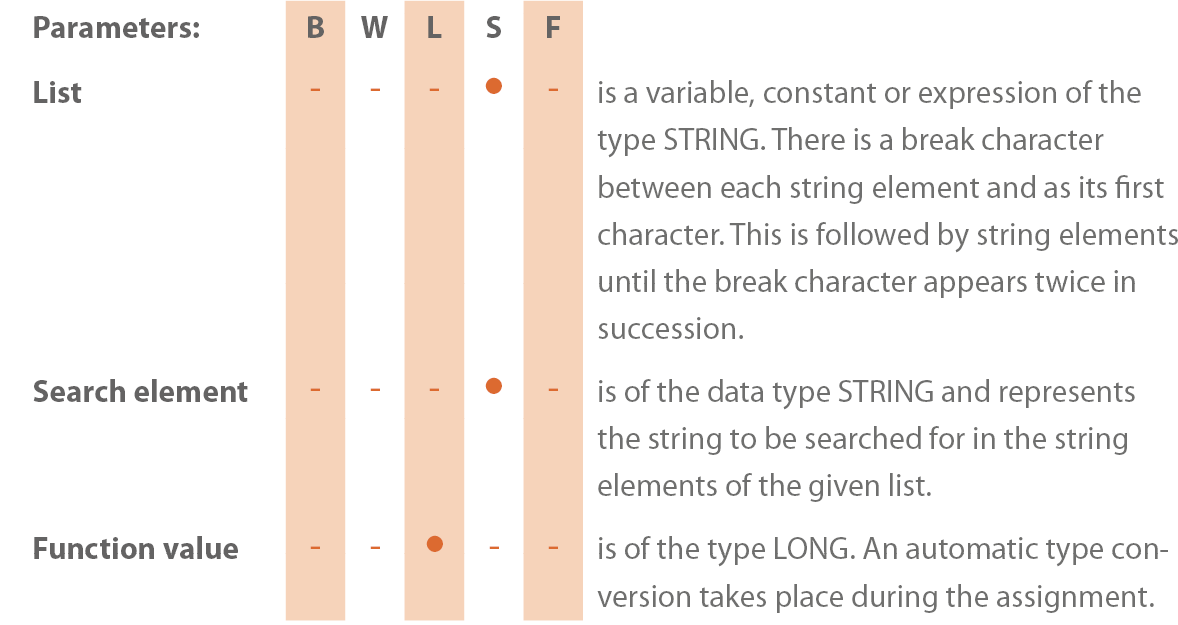 Parameters: B W L S F
List - - - ● - is a variable, constant or expression of the
type STRING. There is a break character
between each string element and as its first
character. This is followed by string elements
until the break character appears twice in
succession.
Search element - - - ● - is of the data type STRING and represents
the string to be searched for in the string
elements of the given list.
Function value - - ● - - is of the type LONG. An automatic type con-
version takes place during the assignment.